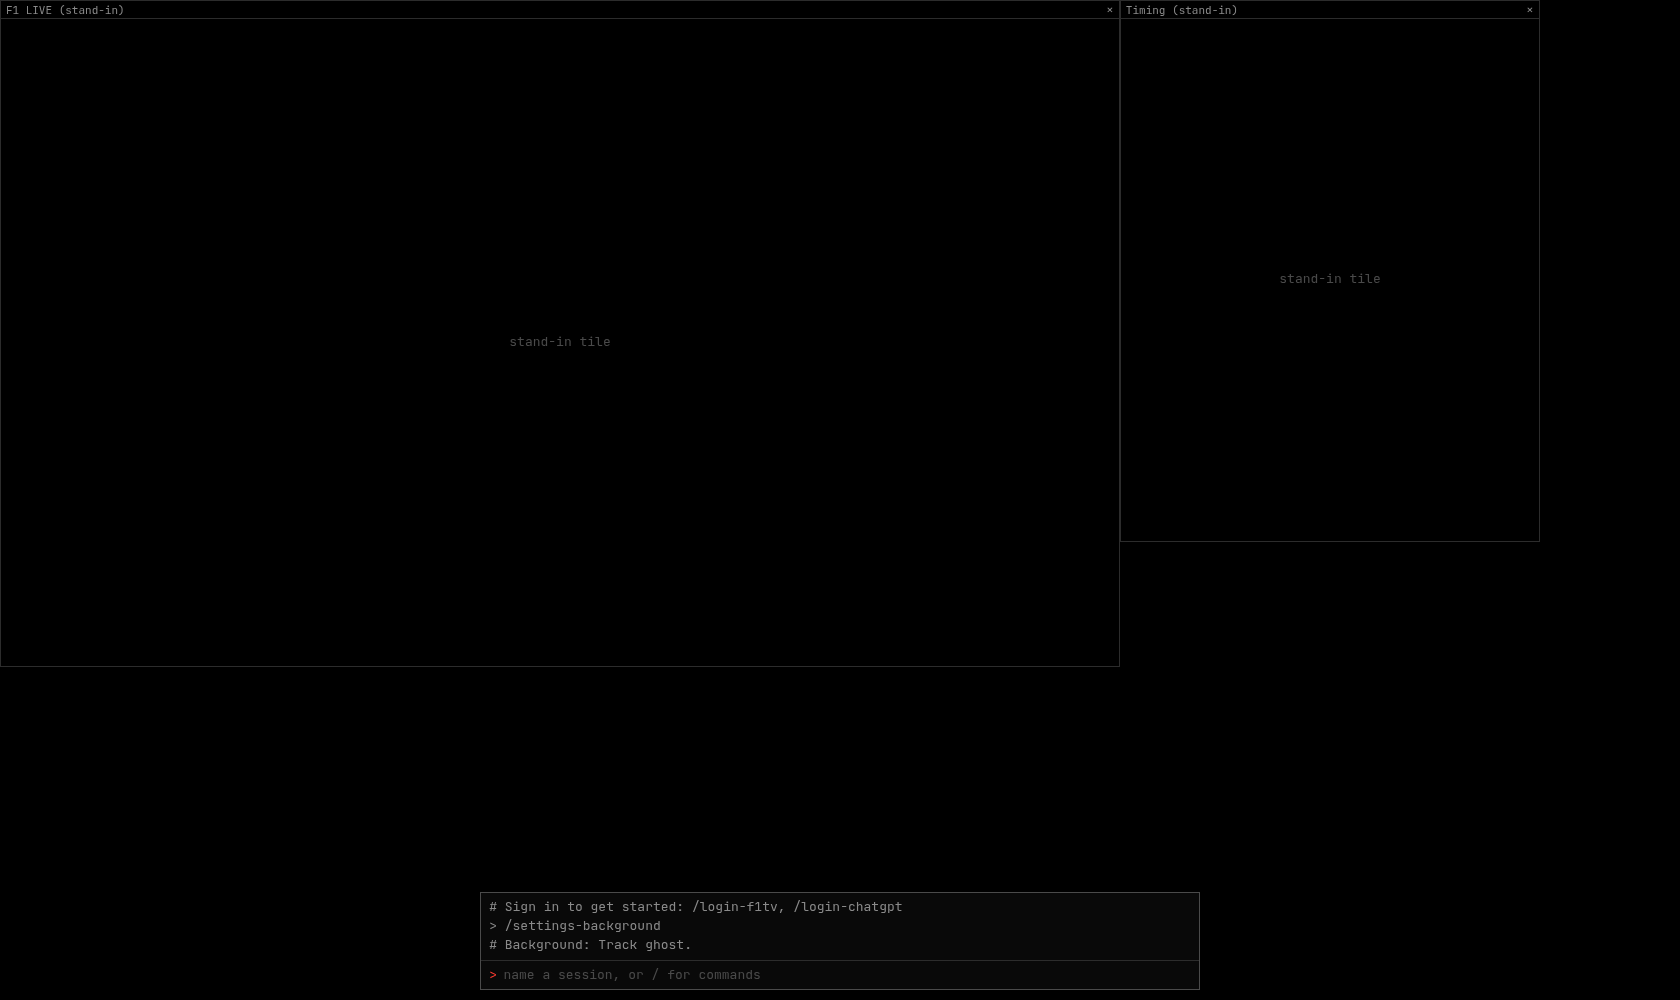 F1 LIVE (stand-in) ×
Timing (stand-in) ×
stand-in tile
stand-in tile
# Sign in to get started: /login-f1tv, /login-chatgpt
> /settings-background
# Background: Track ghost.
> name a session, or / for commands